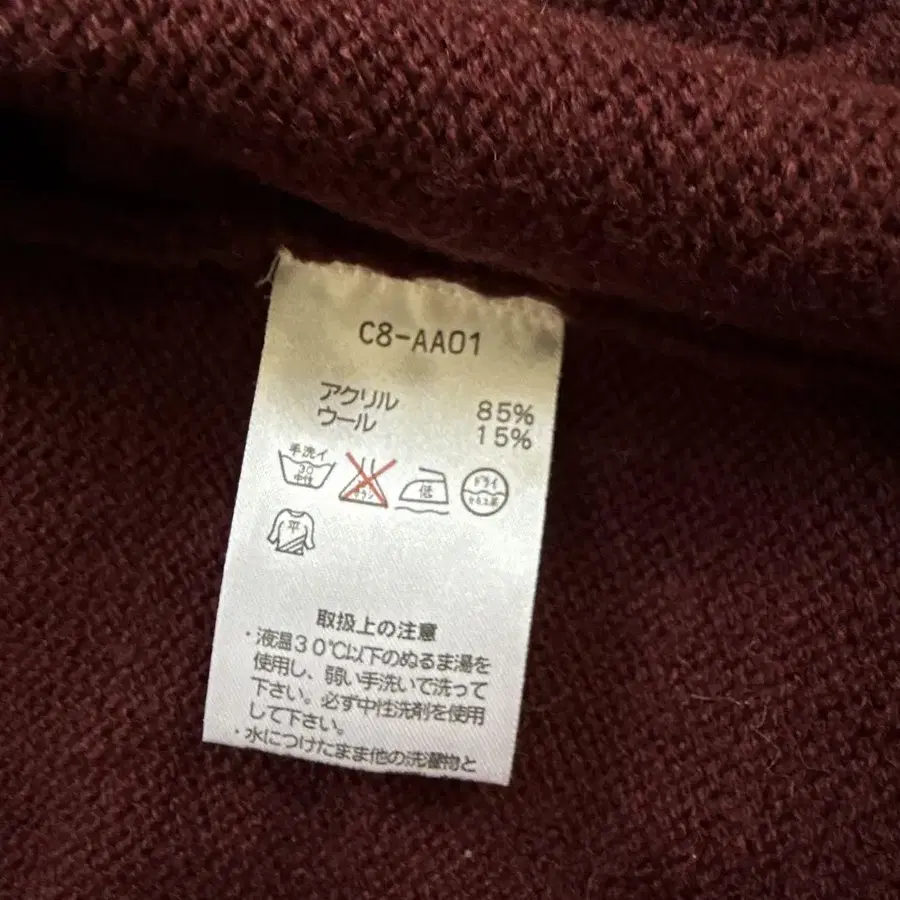 C8-AA01
アクリル 85%
ウール 15%
手洗イ
30
中性
低
ドライ
平
取扱上の注意
・液温30℃以下のぬるま湯を
使用し、弱い手洗いで洗って
下さい。必ず中性洗剤を使用
して下さい。
・水につけたまま他の洗濯物と